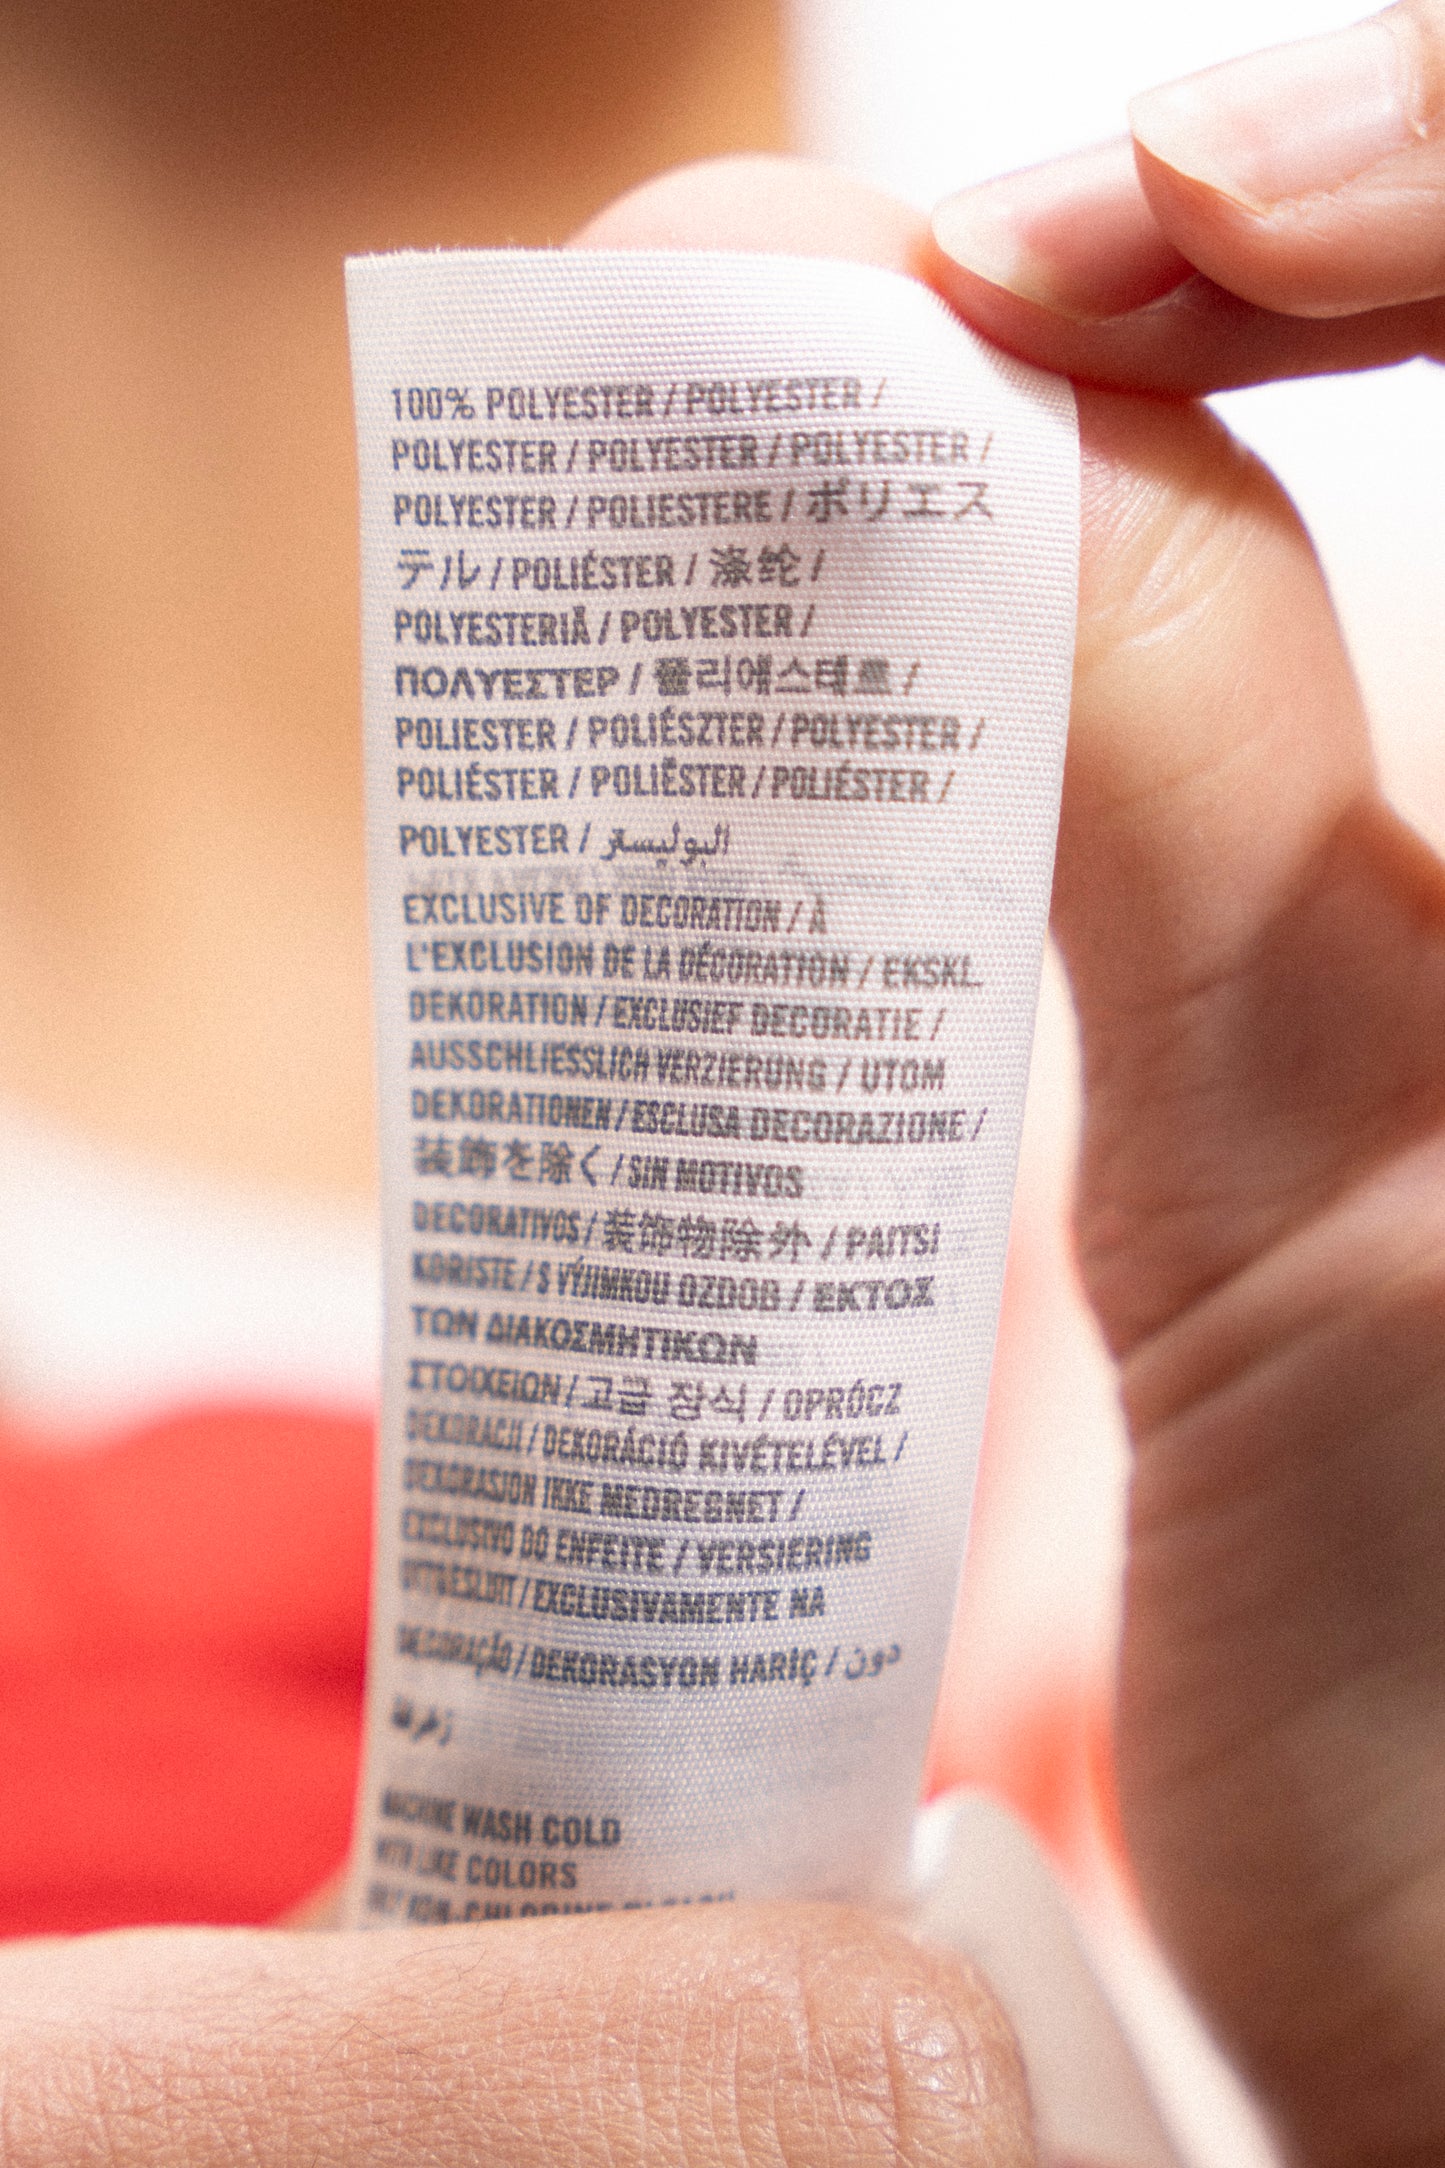 100% POLYESTER / POLYESTER /
POLYESTER / POLYESTER / POLYESTER /
POLYESTER / POLIESTERE / ポリエス
テル / POLIÉSTER / 涤纶 /
POLYESTERIÄ / POLYESTER /
ΠΟΛΥΕΣΤΕΡ / 폴리에스테르 /
POLIESTER / POLIÉSZTER / POLYESTER /
POLIÉSTER / POLIÉSTER / POLIÉSTER /
POLYESTER / البوليستر
EXCLUSIVE OF DECORATION / À
L'EXCLUSION DE LA DÉCORATION / EKSKL.
DEKORATION / EXCLUSIEF DECORATIE /
AUSSCHLIESSLICH VERZIERUNG / UTOM
DEKORATIONEN / ESCLUSA DECORAZIONE /
装飾を除く / SIN MOTIVOS
DECORATIVOS / 装饰物除外 / PAITSI
KORISTE / S VÝJIMKOU OZDOB / ΕΚΤΟΣ
ΤΩΝ ΔΙΑΚΟΣΜΗΤΙΚΩΝ
ΣΤΟΙΧΕΙΩΝ / 고급 장식 / OPRÓCZ
DEKORACJI / DEKORÁCIÓ KIVÉTELÉVEL /
DEKORASJON IKKE MEDREGNET /
EXCLUSIVO DO ENFEITE / VERSIERING
UITGESLUIT / EXCLUSIVAMENTE NA
DECORAÇÃO / DEKORASYON HARİÇ / دون
زخرفة
MACHINE WASH COLD
WITH LIKE COLORS
ONLY NON-CHLORINE BLEACH